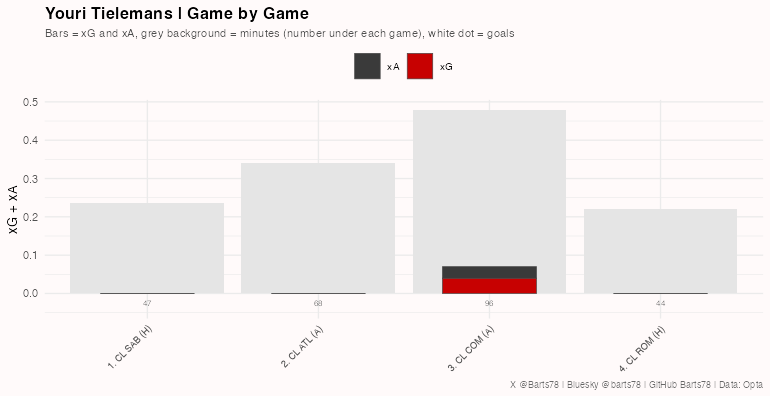 Youri Tielemans | Game by Game
Bars = xG and xA, grey background = minutes (number under each game), white dot = goals
xA xG
xG + xA
0.5
0.4
0.3
0.2
0.1
0.0
47 68 96 44
1. CL SAB (H) 2. CL ATL (A) 3. CL COM (A) 4. CL ROM (H)
X @Barts78 | Bluesky @barts78 | GitHub Barts78 | Data: Opta